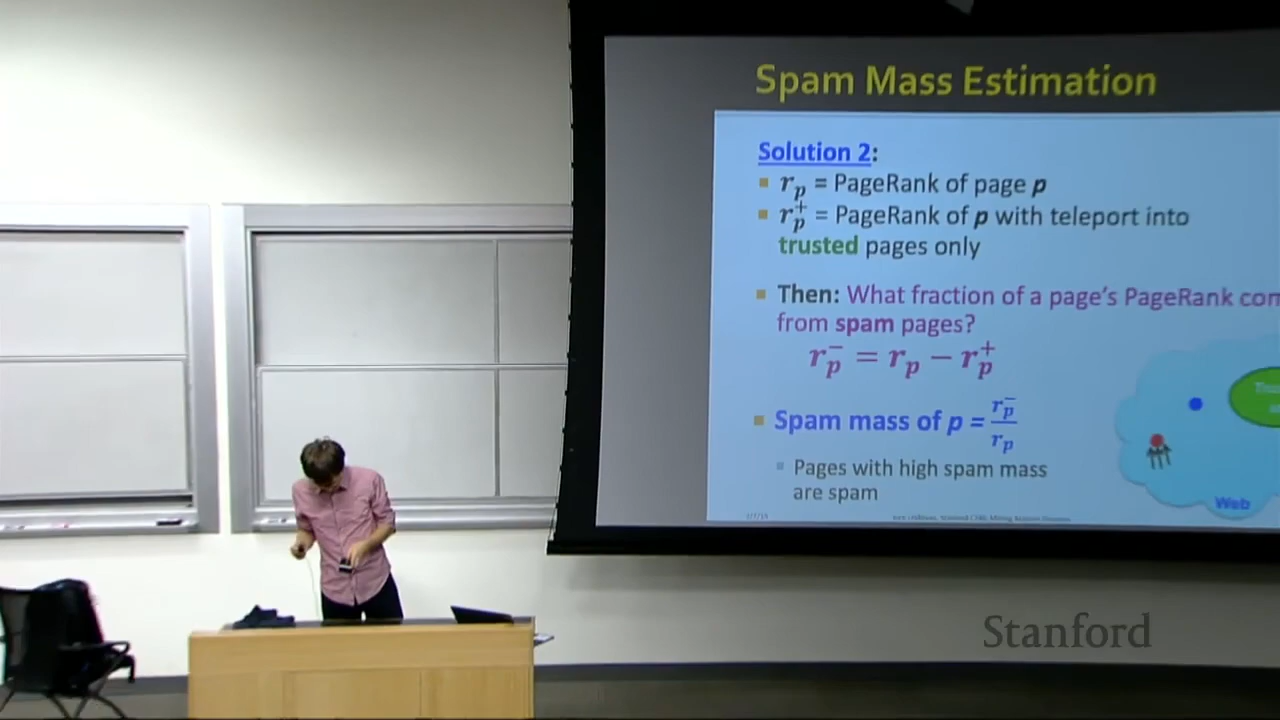 Spam Mass Estimation
Solution 2:
▪ r_p = PageRank of page p
▪ r_p^+ = PageRank of p with teleport into
trusted pages only
▪ Then: What fraction of a page's PageRank com
from spam pages?
r_p^- = r_p − r_p^+
▪ Spam mass of p = r_p^- / r_p
▪ Pages with high spam mass
are spam
Web
Stanford